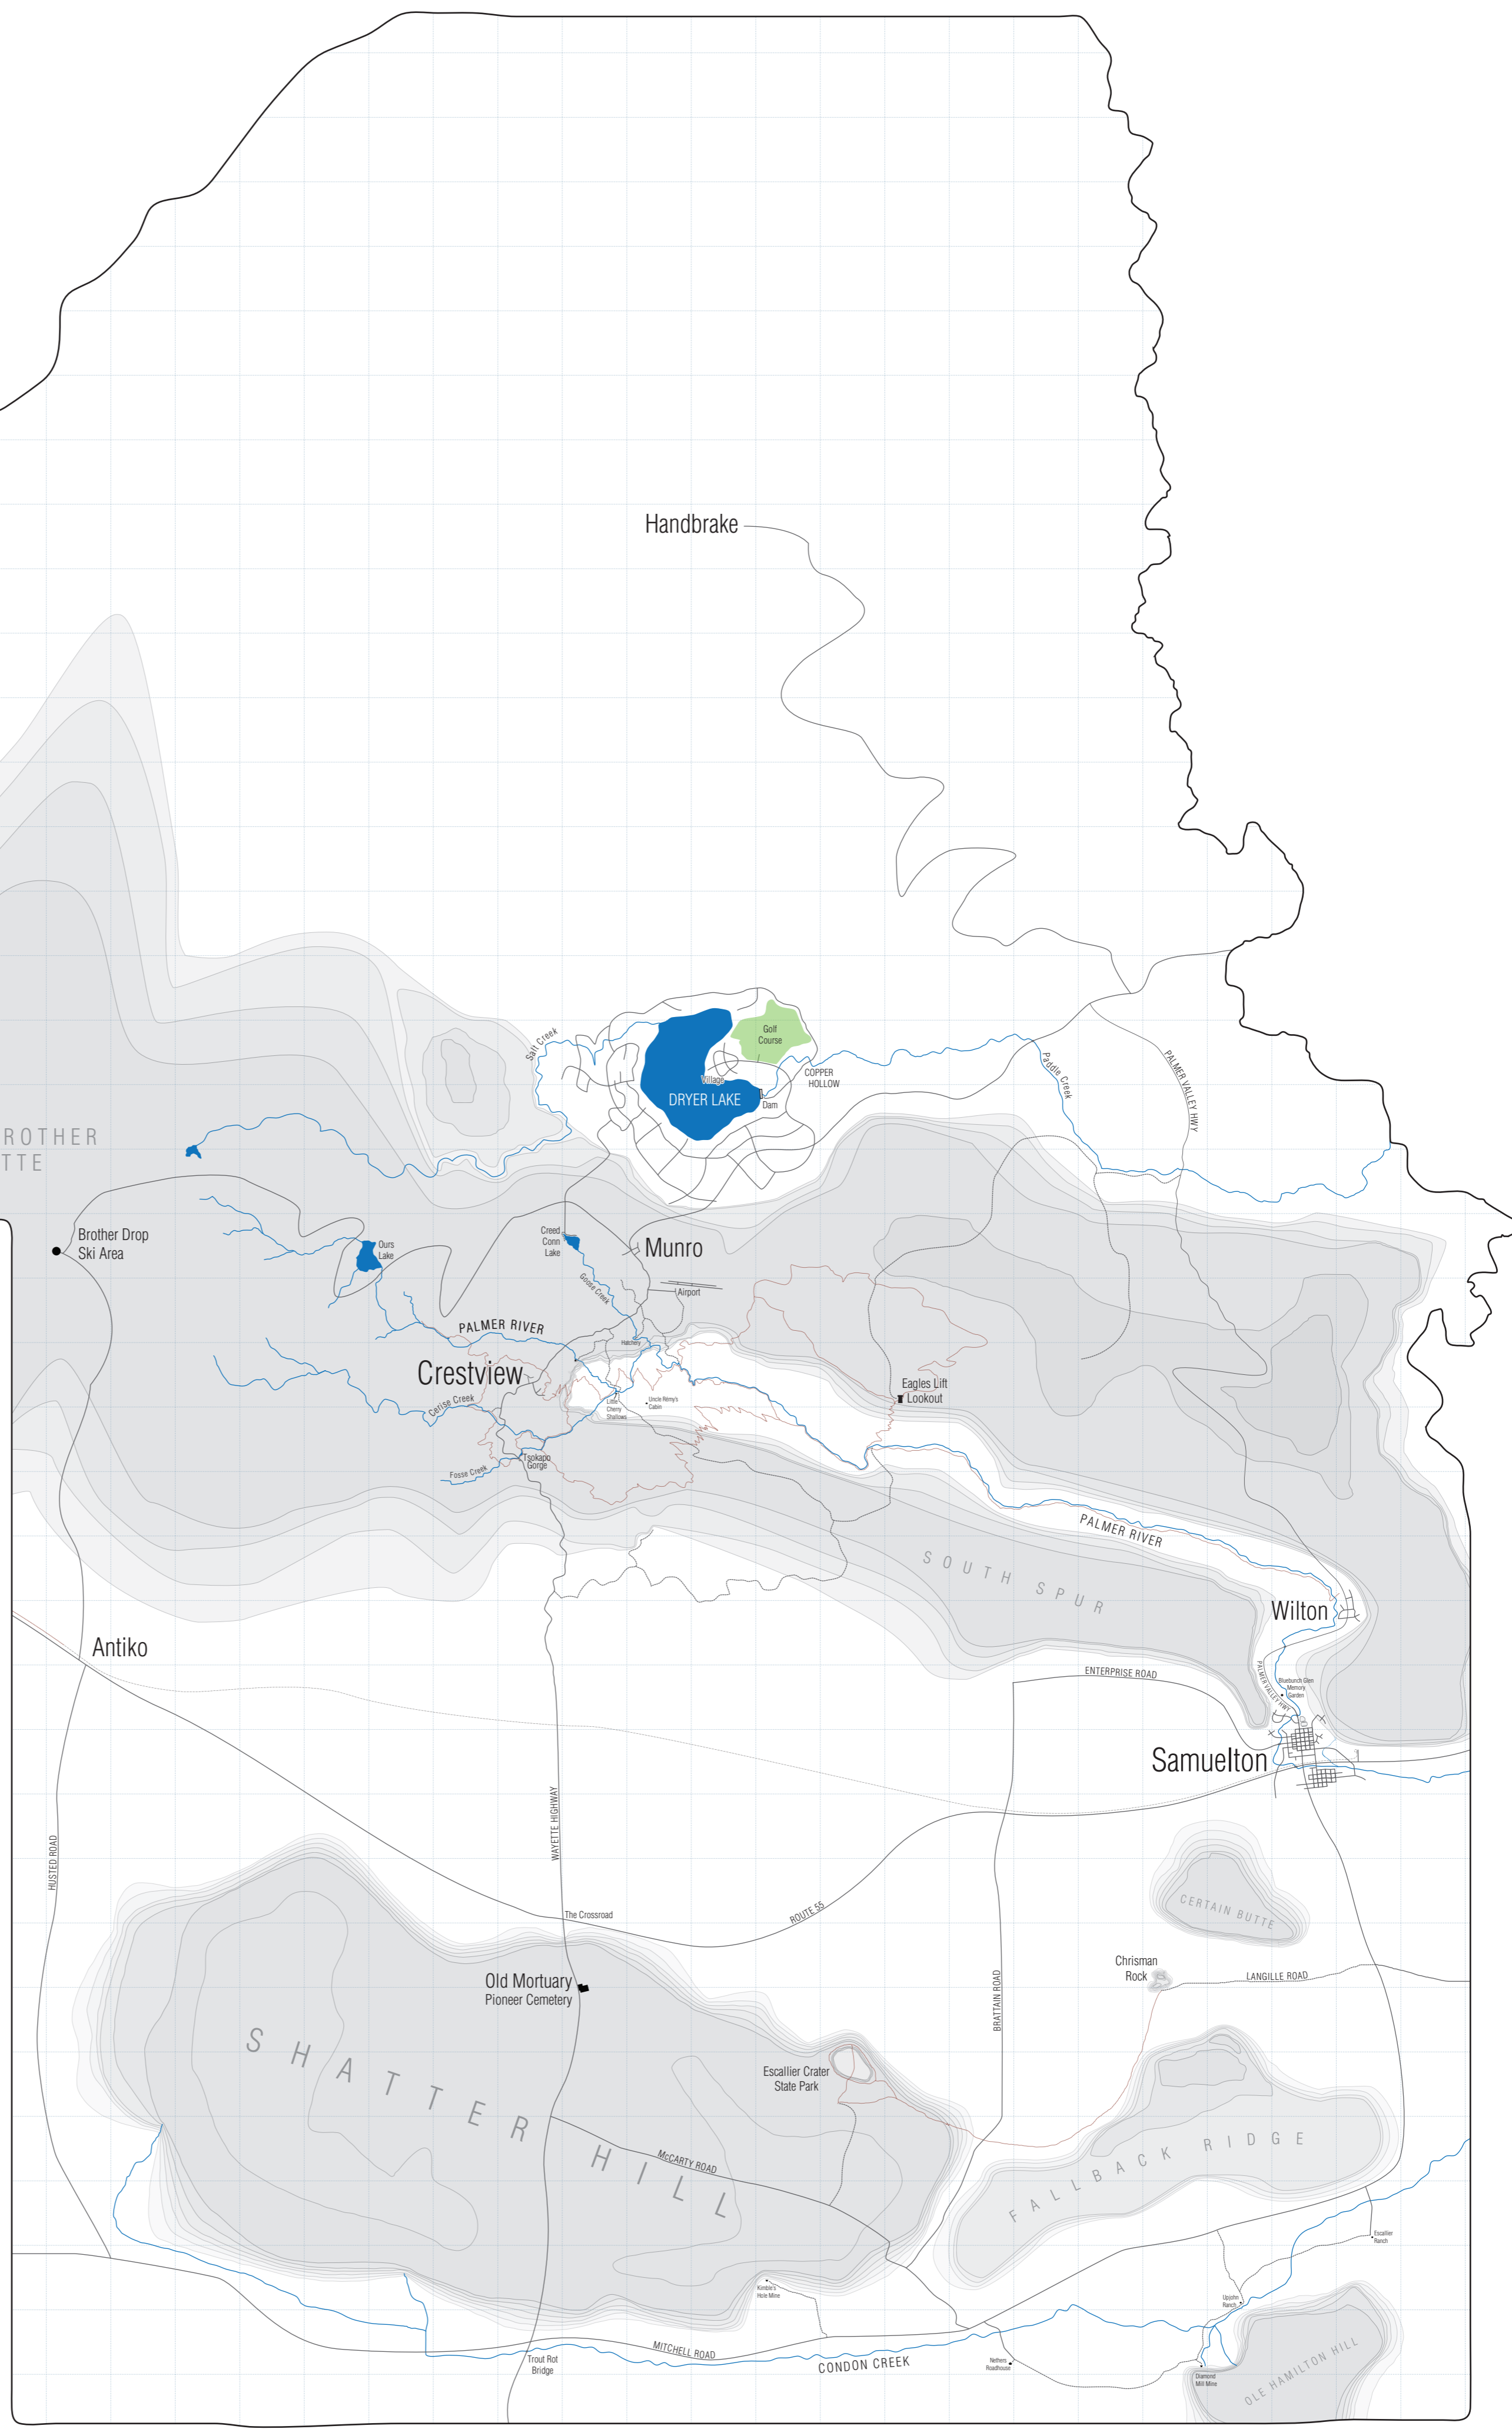 Handbrake
Salt Creek
Golf
Course
COPPER
HOLLOW
Village
DRYER LAKE
Dam
Paddle Creek
PALMER VALLEY HWY
ROTHER
TTE
Brother Drop
Ski Area
Ours
Lake
Creed
Conn
Lake
Munro
Goose Creek
Airport
PALMER RIVER
Hatchery
Crestview
Cerise Creek
Little
Cherry
Shallows
Uncle Rémy's
Cabin
Eagles Lift
Lookout
Tsokapo
Gorge
Fosse Creek
PALMER RIVER
SOUTH SPUR
Wilton
Antiko
ENTERPRISE ROAD
PALMER VALLEY HWY
Bluebunch Glen
Memory
Garden
Samuelton
WAYETTE HIGHWAY
HUSTED ROAD
The Crossroad
ROUTE 55
CERTAIN BUTTE
Chrisman
Rock
LANGILLE ROAD
Old Mortuary
Pioneer Cemetery
BRATTAIN ROAD
SHATTER HILL
Escallier Crater
State Park
McCARTY ROAD
FALLBACK RIDGE
Escallier
Ranch
Kimble's
Hole Mine
Upjohn
Ranch
MITCHELL ROAD
Trout Rot
Bridge
CONDON CREEK
Nethers
Roadhouse
Diamond
Mill Mine
OLE HAMILTON HILL